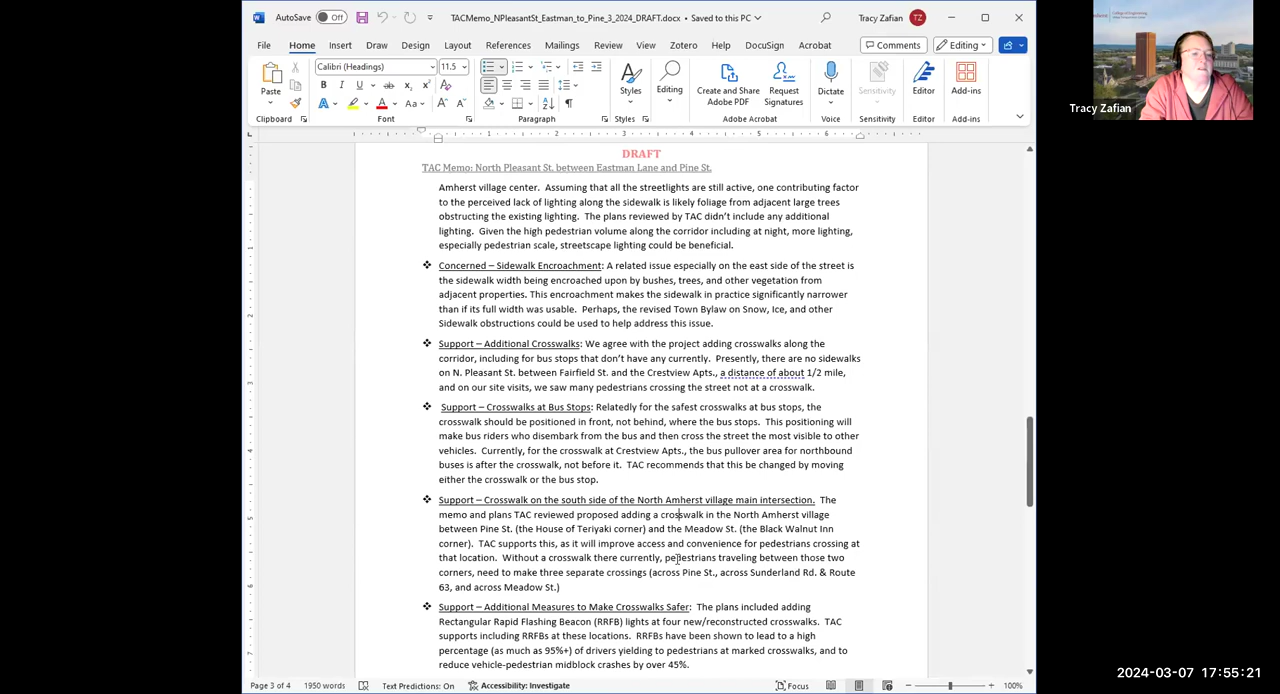 AutoSave Off TACMemo_NPleasantSt_Eastman_to_Pine_3_2024_DRAFT.docx • Saved to this PC Tracy Zafian TZ
File Home Insert Draw Design Layout References Mailings Review View Zotero Help DocuSign Acrobat Comments Editing
Calibri (Headings) 11.5
Paste Styles Editing Create and Share Adobe PDF Request Signatures Dictate Sensitivity Editor Add-ins
Clipboard Font Paragraph Styles Adobe Acrobat Voice Sensitivity Editor Add-ins
Tracy Zafian
DRAFT
TAC Memo: North Pleasant St. between Eastman Lane and Pine St.
Amherst village center. Assuming that all the streetlights are still active, one contributing factor
to the perceived lack of lighting along the sidewalk is likely foliage from adjacent large trees
obstructing the existing lighting. The plans reviewed by TAC didn't include any additional
lighting. Given the high pedestrian volume along the corridor including at night, more lighting,
especially pedestrian scale, streetscape lighting could be beneficial.
❖ Concerned – Sidewalk Encroachment: A related issue especially on the east side of the street is
the sidewalk width being encroached upon by bushes, trees, and other vegetation from
adjacent properties. This encroachment makes the sidewalk in practice significantly narrower
than if its full width was usable. Perhaps, the revised Town Bylaw on Snow, Ice, and other
Sidewalk obstructions could be used to help address this issue.
❖ Support – Additional Crosswalks: We agree with the project adding crosswalks along the
corridor, including for bus stops that don't have any currently. Presently, there are no sidewalks
on N. Pleasant St. between Fairfield St. and the Crestview Apts., a distance of about 1/2 mile,
and on our site visits, we saw many pedestrians crossing the street not at a crosswalk.
❖ Support – Crosswalks at Bus Stops: Relatedly for the safest crosswalks at bus stops, the
crosswalk should be positioned in front, not behind, where the bus stops. This positioning will
make bus riders who disembark from the bus and then cross the street the most visible to other
vehicles. Currently, for the crosswalk at Crestview Apts., the bus pullover area for northbound
buses is after the crosswalk, not before it. TAC recommends that this be changed by moving
either the crosswalk or the bus stop.
❖ Support – Crosswalk on the south side of the North Amherst village main intersection. The
memo and plans TAC reviewed proposed adding a crosswalk in the North Amherst village
between Pine St. (the House of Teriyaki corner) and the Meadow St. (the Black Walnut Inn
corner). TAC supports this, as it will improve access and convenience for pedestrians crossing at
that location. Without a crosswalk there currently, pedestrians traveling between those two
corners, need to make three separate crossings (across Pine St., across Sunderland Rd. & Route
63, and across Meadow St.)
❖ Support – Additional Measures to Make Crosswalks Safer: The plans included adding
Rectangular Rapid Flashing Beacon (RRFB) lights at four new/reconstructed crosswalks. TAC
supports including RRFBs at these locations. RRFBs have been shown to lead to a high
percentage (as much as 95%+) of drivers yielding to pedestrians at marked crosswalks, and to
reduce vehicle-pedestrian midblock crashes by over 45%.
2024-03-07 17:55:21
Page 3 of 4 1950 words Text Predictions: On Accessibility: Investigate Focus 100%